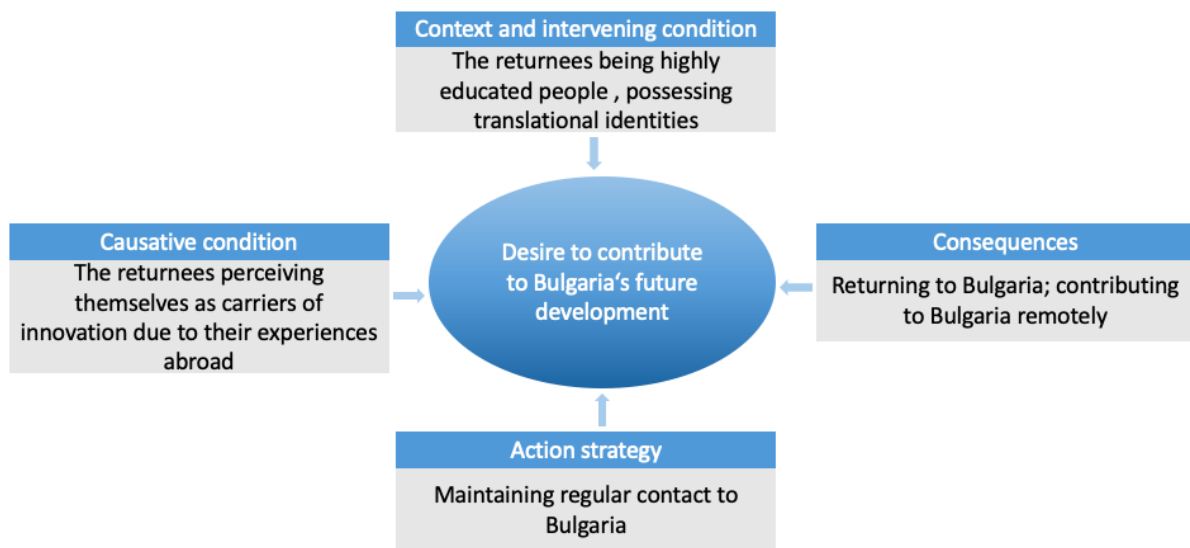 Context and intervening condition
The returnees being highly
educated people , possessing
translational identities
Causative condition
The returnees perceiving
themselves as carriers of
innovation due to their experiences
abroad
Desire to contribute
to Bulgaria‘s future
development
Consequences
Returning to Bulgaria; contributing
to Bulgaria remotely
Action strategy
Maintaining regular contact to
Bulgaria